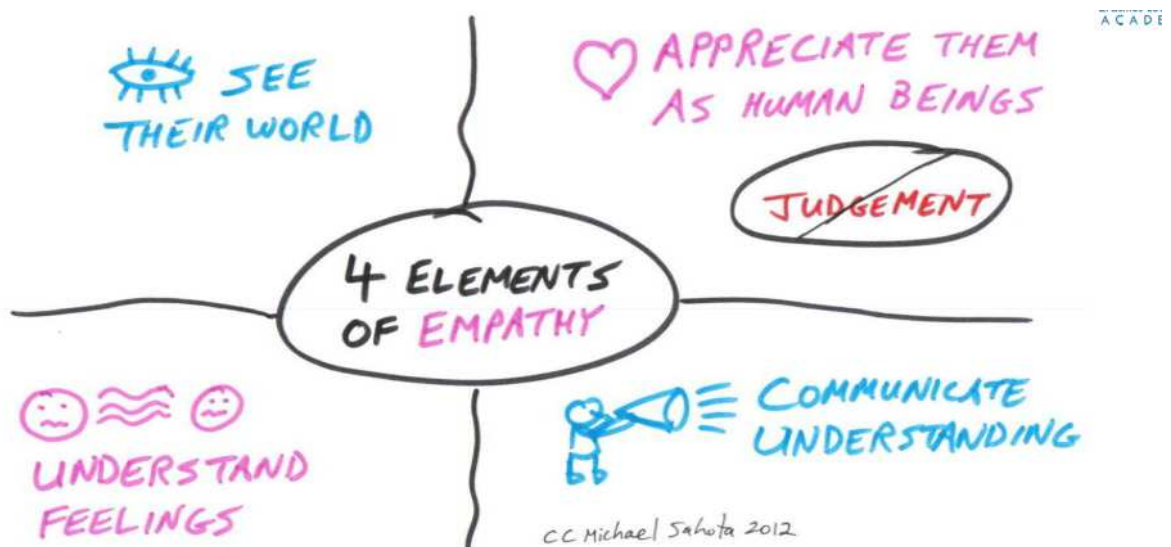 ACADE
SEE
THEIR WORLD
APPRECIATE THEM
AS HUMAN BEINGS
JUDGEMENT
4 ELEMENTS
OF EMPATHY
UNDERSTAND
FEELINGS
COMMUNICATE
UNDERSTANDING
CC Michael Sahota 2012